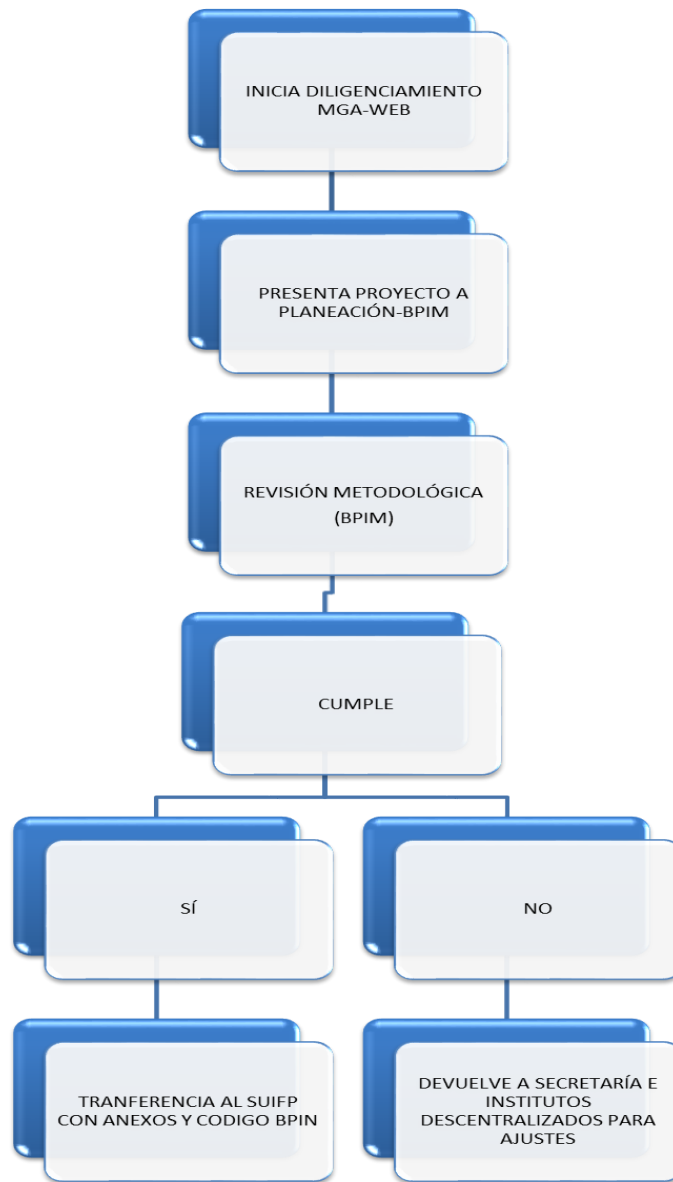 INICIA DILIGENCIAMIENTO
MGA-WEB
PRESENTA PROYECTO A
PLANEACIÓN-BPIM
REVISIÓN METODOLÓGICA
(BPIM)
CUMPLE
SÍ
NO
TRANFERENCIA AL SUIFP
CON ANEXOS Y CODIGO BPIN
DEVUELVE A SECRETARÍA E
INSTITUTOS
DESCENTRALIZADOS PARA
AJUSTES